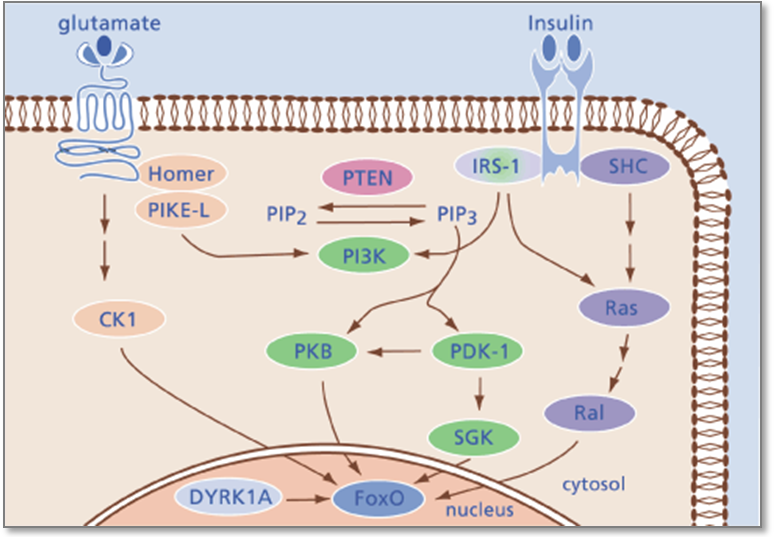 glutamate
Insulin
Homer
PIKE-L
PTEN
IRS-1
SHC
PIP2
PIP3
PI3K
CK1
Ras
PKB
PDK-1
Ral
SGK
cytosol
DYRK1A
FoxO
nucleus